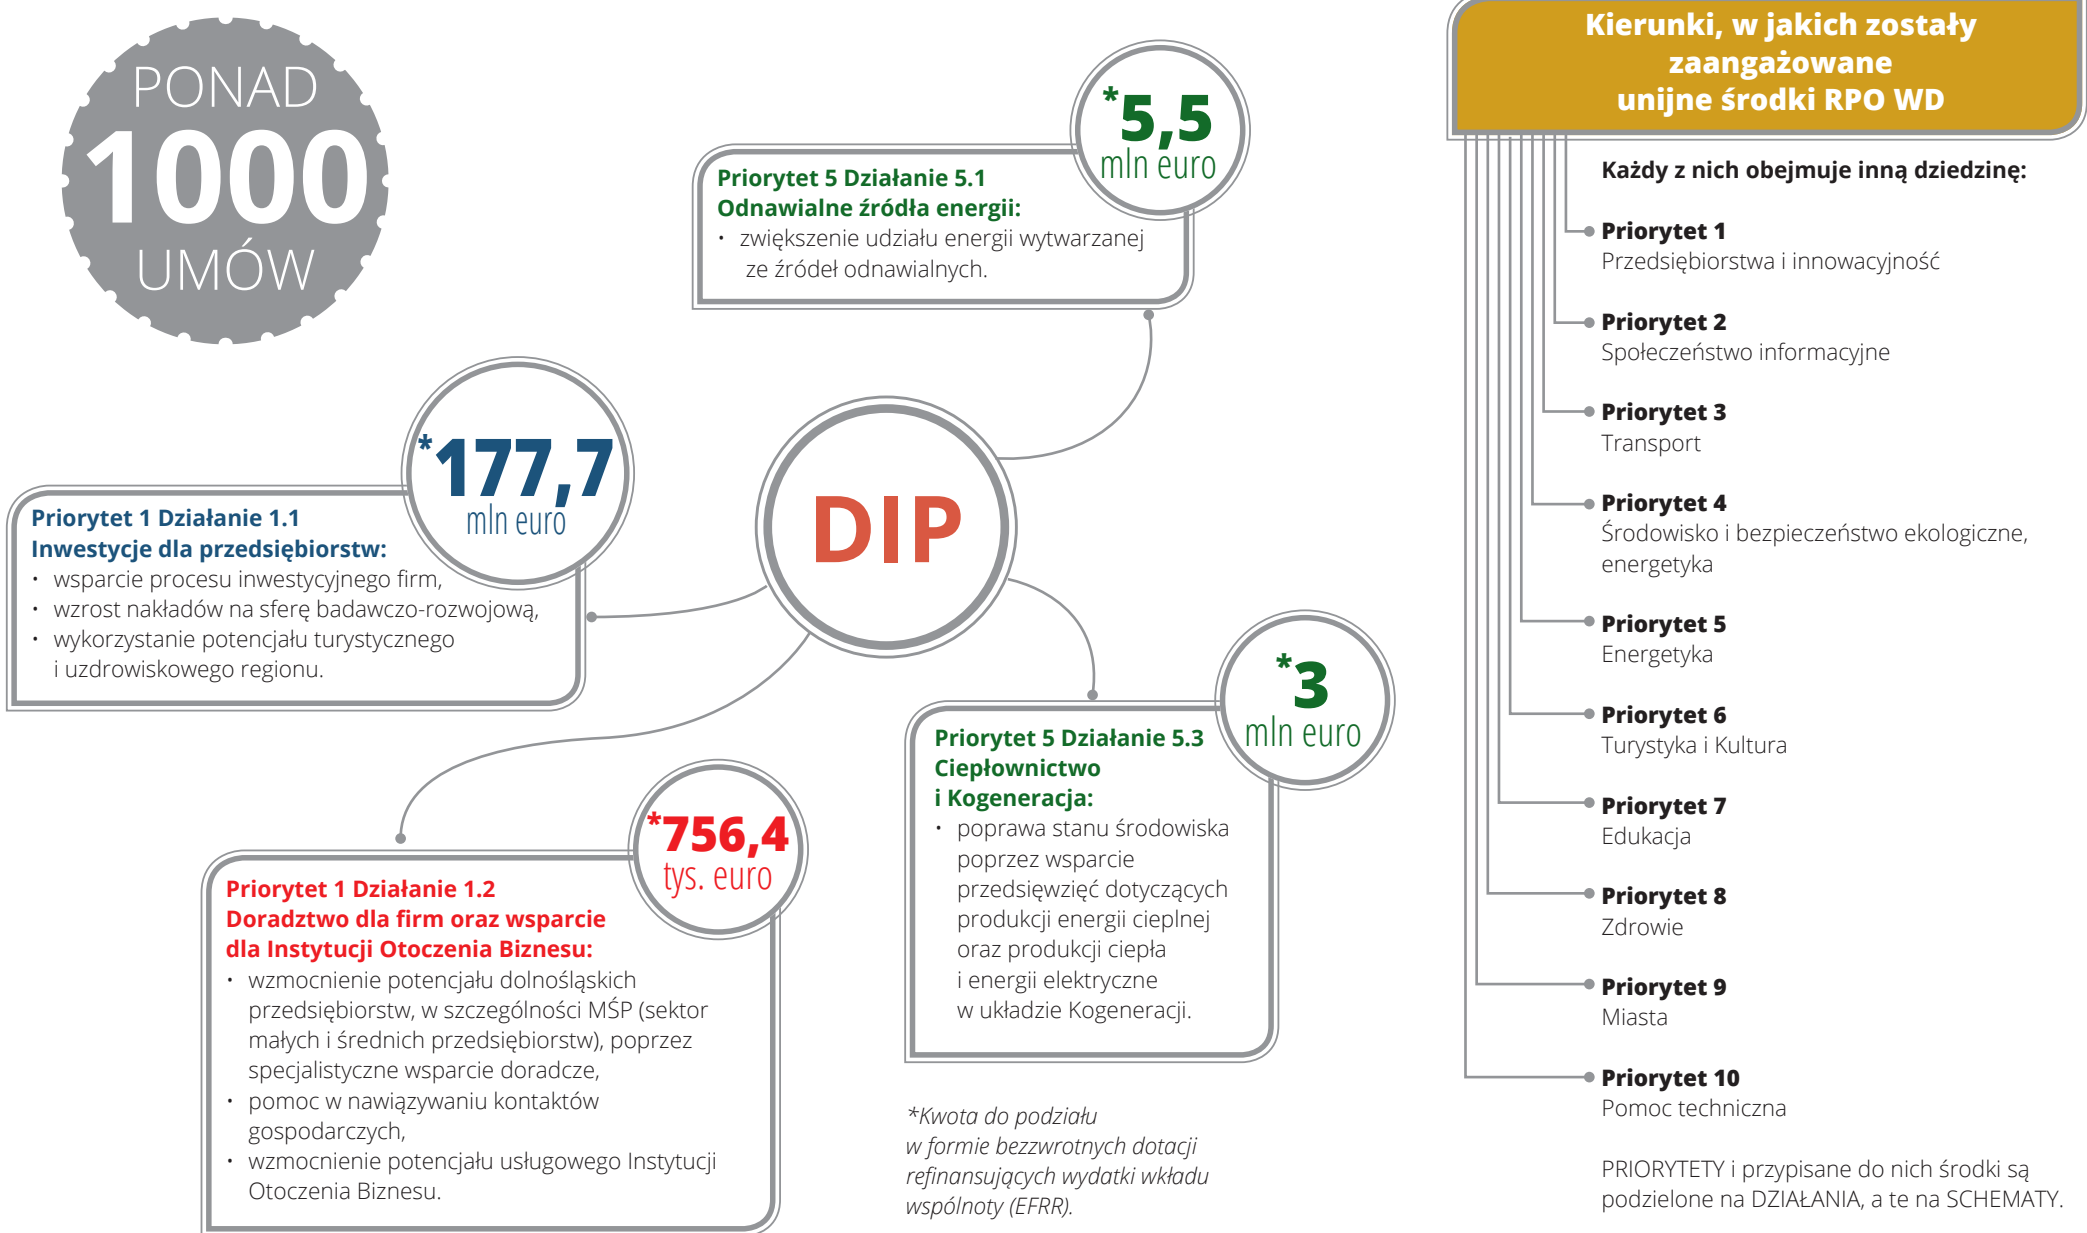 PONAD
1000
UMÓW
*5,5
mln euro
Priorytet 5 Działanie 5.1
Odnawialne źródła energii:
• zwiększenie udziału energii wytwarzanej
ze źródeł odnawialnych.
*177,7
mln euro
Priorytet 1 Działanie 1.1
Inwestycje dla przedsiębiorstw:
• wsparcie procesu inwestycyjnego firm,
• wzrost nakładów na sferę badawczo-rozwojową,
• wykorzystanie potencjału turystycznego
i uzdrowiskowego regionu.
DIP
*756,4
tys. euro
Priorytet 1 Działanie 1.2
Doradztwo dla firm oraz wsparcie
dla Instytucji Otoczenia Biznesu:
• wzmocnienie potencjału dolnośląskich
przedsiębiorstw, w szczególności MŚP (sektor
małych i średnich przedsiębiorstw), poprzez
specjalistyczne wsparcie doradcze,
• pomoc w nawiązywaniu kontaktów
gospodarczych,
• wzmocnienie potencjału usługowego Instytucji
Otoczenia Biznesu.
*3
mln euro
Priorytet 5 Działanie 5.3
Ciepłownictwo
i Kogeneracja:
• poprawa stanu środowiska
poprzez wsparcie
przedsięwzięć dotyczących
produkcji energii cieplnej
oraz produkcji ciepła
i energii elektryczne
w układzie Kogeneracji.
*Kwota do podziału
w formie bezzwrotnych dotacji
refinansujących wydatki wkładu
wspólnoty (EFRR).
Kierunki, w jakich zostały
zaangażowane
unijne środki RPO WD
Każdy z nich obejmuje inną dziedzinę:
Priorytet 1
Przedsiębiorstwa i innowacyjność
Priorytet 2
Społeczeństwo informacyjne
Priorytet 3
Transport
Priorytet 4
Środowisko i bezpieczeństwo ekologiczne,
energetyka
Priorytet 5
Energetyka
Priorytet 6
Turystyka i Kultura
Priorytet 7
Edukacja
Priorytet 8
Zdrowie
Priorytet 9
Miasta
Priorytet 10
Pomoc techniczna
PRIORYTETY i przypisane do nich środki są
podzielone na DZIAŁANIA, a te na SCHEMATY.